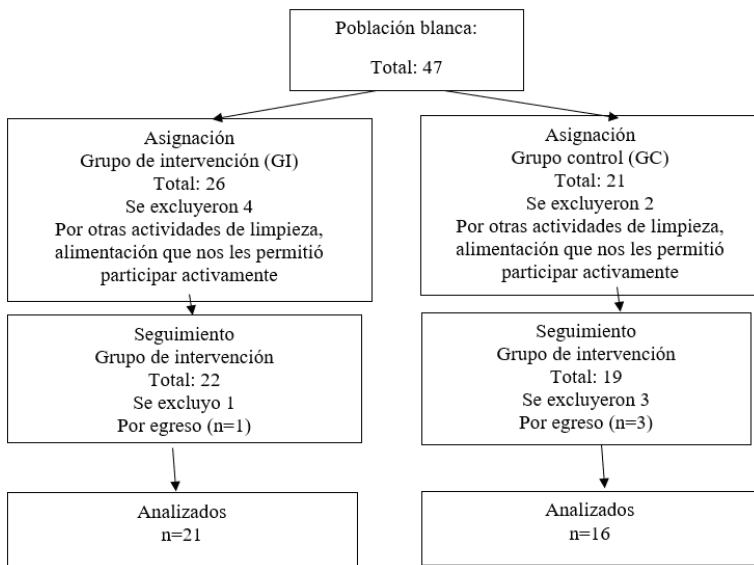 Población blanca:
Total: 47
Asignación
Grupo de intervención (GI)
Total: 26
Se excluyeron 4
Por otras actividades de limpieza,
alimentación que nos les permitió
participar activamente
Asignación
Grupo control (GC)
Total: 21
Se excluyeron 2
Por otras actividades de limpieza,
alimentación que nos les permitió
participar activamente
Seguimiento
Grupo de intervención
Total: 22
Se excluyo 1
Por egreso (n=1)
Seguimiento
Grupo de intervención
Total: 19
Se excluyeron 3
Por egreso (n=3)
Analizados
n=21
Analizados
n=16